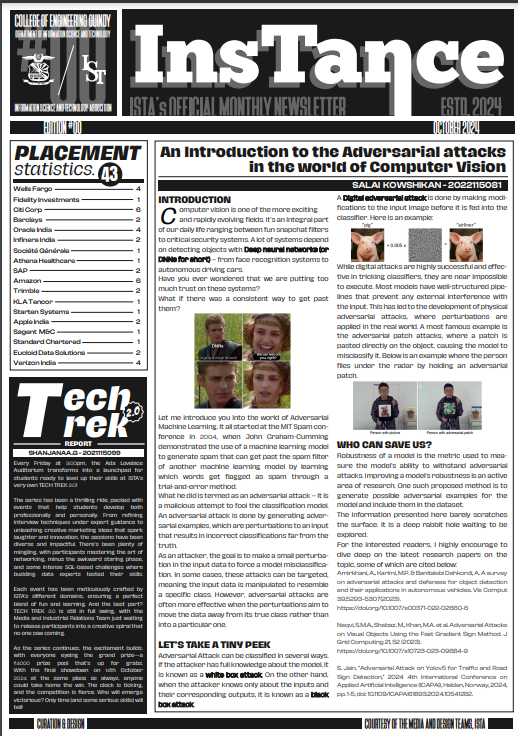 COLLEGE OF ENGINEERING GUINDY
DEPARTMENT OF INFORMATION SCIENCE AND TECHNOLOGY
IST
INFORMATION SCIENCE AND TECHNOLOGY ASSOCIATION
InsTance
ISTA's OFFICIAL MONTHLY NEWSLETTER
ESTD. 2024
EDITION #00
OCTOBER 2024
PLACEMENT
statistics. 43
Wells Fargo 4
Fidelity Investments 1
Citi Corp 6
Barclays 2
Oracle India 4
Infinera India 2
Société Générale 1
Athena Healthcare 1
SAP 2
Amazon 6
Trimble 2
KLA Tencor 1
Starten Systems 1
Apple India 2
Sagent M&C 1
Standard Chartered 1
Eucloid Data Solutions 2
Verizon India 4
Tech
Trek 2.0
REPORT
SHANJANAA.G - 2021115099
Every Friday at 3:00pm, the Ada Lovelace
Auditorium transforms into a launchpad for
students ready to level up their skills at ISTA's
very own TECH TREK 2.0!
The series has been a thrilling ride, packed with
events that help students develop both
professionally and personally. From refining
interview techniques under expert guidance to
unleashing creative marketing ideas that spark
laughter and innovation, the sessions have been
diverse and impactful. There's been plenty of
mingling, with participants mastering the art of
networking, minus the awkward staring phase,
and some intense SQL-based challenges where
budding data experts tested their skills.
Each event has been meticulously crafted by
ISTA's different domains, ensuring a perfect
blend of fun and learning. And the best part?
TECH TREK 2.0 is still in full swing, with the
Media and Industrial Relations Team just waiting
to release participants into a creative spiral that
no one saw coming.
As the series continue, the excitement builds,
with everyone eyeing the grand prize—a
₹4000 prize pool that's up for grabs
with the final showdown on 18th October
2024 at the same place as always, anyone
could take home the win. The clock is ticking,
and the competition is fierce. Who will emerge
victorious? Only time (and some serious skill) will
tell!
An Introduction to the Adversarial attacks
in the world of Computer Vision
SALAI KOWSHIKAN - 2022115081
INTRODUCTION
Computer vision is one of the more exciting
and rapidly evolving fields. It's an integral part
of our daily life ranging between fun snapchat filters
to critical security systems. A lot of systems depend
on detecting objects with Deep neural networks (or
DNNs for short) – from face recognition systems to
autonomous driving cars.
Have you ever wondered that we are putting too
much trust on these systems?
What if there was a consistent way to get past
them?
DNNs
Let me introduce you into the world of Adversarial
Machine Learning. It all started at the MIT Spam con-
ference in 2004, when John Graham-Cumming
demonstrated the use of a machine learning model
to generate spam that can get past the spam filter
of another machine learning model by learning
which words get flagged as spam through a
trial-and-error method.
What he did is termed as an adversarial attack – it is
a malicious attempt to fool the classification model.
An adversarial attack is done by generating adver-
sarial examples, which are perturbations to an input
that results in incorrect classifications far from the
truth.
As an attacker, the goal is to make a small perturba-
tion in the input data to force a model misclassifica-
tion. In some cases, these attacks can be targeted,
meaning the input data is manipulated to resemble
a specific class. However, adversarial attacks are
often more effective when the perturbations aim to
move the data away from its true class rather than
into a particular one.
LET'S TAKE A TINY PEEK
Adversarial Attack can be classified in several ways.
If the attacker has full knowledge about the model, it
is known as a white box attack. On the other hand,
when the attacker knows only about the inputs and
their corresponding outputs, it is known as a black
box attack.
A Digital adversarial attack is done by making modi-
fications to the input image before it is fed into the
classifier. Here is an example:
"pig"
"airliner"
+ 0.005 x
=
While digital attacks are highly successful and effec-
tive in tricking classifiers, they are near impossible
to execute. Most models have well-structured pipe-
lines that prevent any external interference with
the input. This has led to the development of physical
adversarial attacks, where perturbations are
applied in the real world. A most famous example is
the adversarial patch attacks, where a patch is
pasted directly on the object, causing the model to
misclassify it. Below is an example where the person
flies under the radar by holding an adversarial
patch.
Person with picture
Person with adversarial patch
WHO CAN SAVE US?
Robustness of a model is the metric used to mea-
sure the model's ability to withstand adversarial
attacks. Improving a model's robustness is an active
area of research. One such proposed method is to
generate possible adversarial examples for the
model and include them in the dataset.
The information presented here barely scratches
the surface. It is a deep rabbit hole waiting to be
explored.
For the interested readers, I highly encourage to
dive deep on the latest research papers on the
topic, some of which are cited below:
Amirkhani, A., Karimi, M.P. & Banitalebi Dehkordi, A. A survey
on adversarial attacks and defenses for object detection
and their applications in autonomous vehicles. Vis Comput
39,5293–5307(2023).
https://doi.org/10.1007/s00371-022-02660-6
Naqvi, S.M.A., Shabaz, M., Khan, M.A. et al. Adversarial Attacks
on Visual Objects Using the Fast Gradient Sign Method. J
Grid Computing 21, 52 (2023).
https://doi.org/10.1007/s10723-023-09684-9
S. Jain, "Adversarial Attack on Yolov5 for Traffic and Road
Sign Detection," 2024 4th International Conference on
Applied Artificial Intelligence (ICAPAI), Halden, Norway, 2024,
pp. 1-5, doi: 10.1109/ICAPAI61893.2024.10541282.
CURATION & DESIGN
COURTESY OF THE MEDIA AND DESIGN TEAMS, ISTA